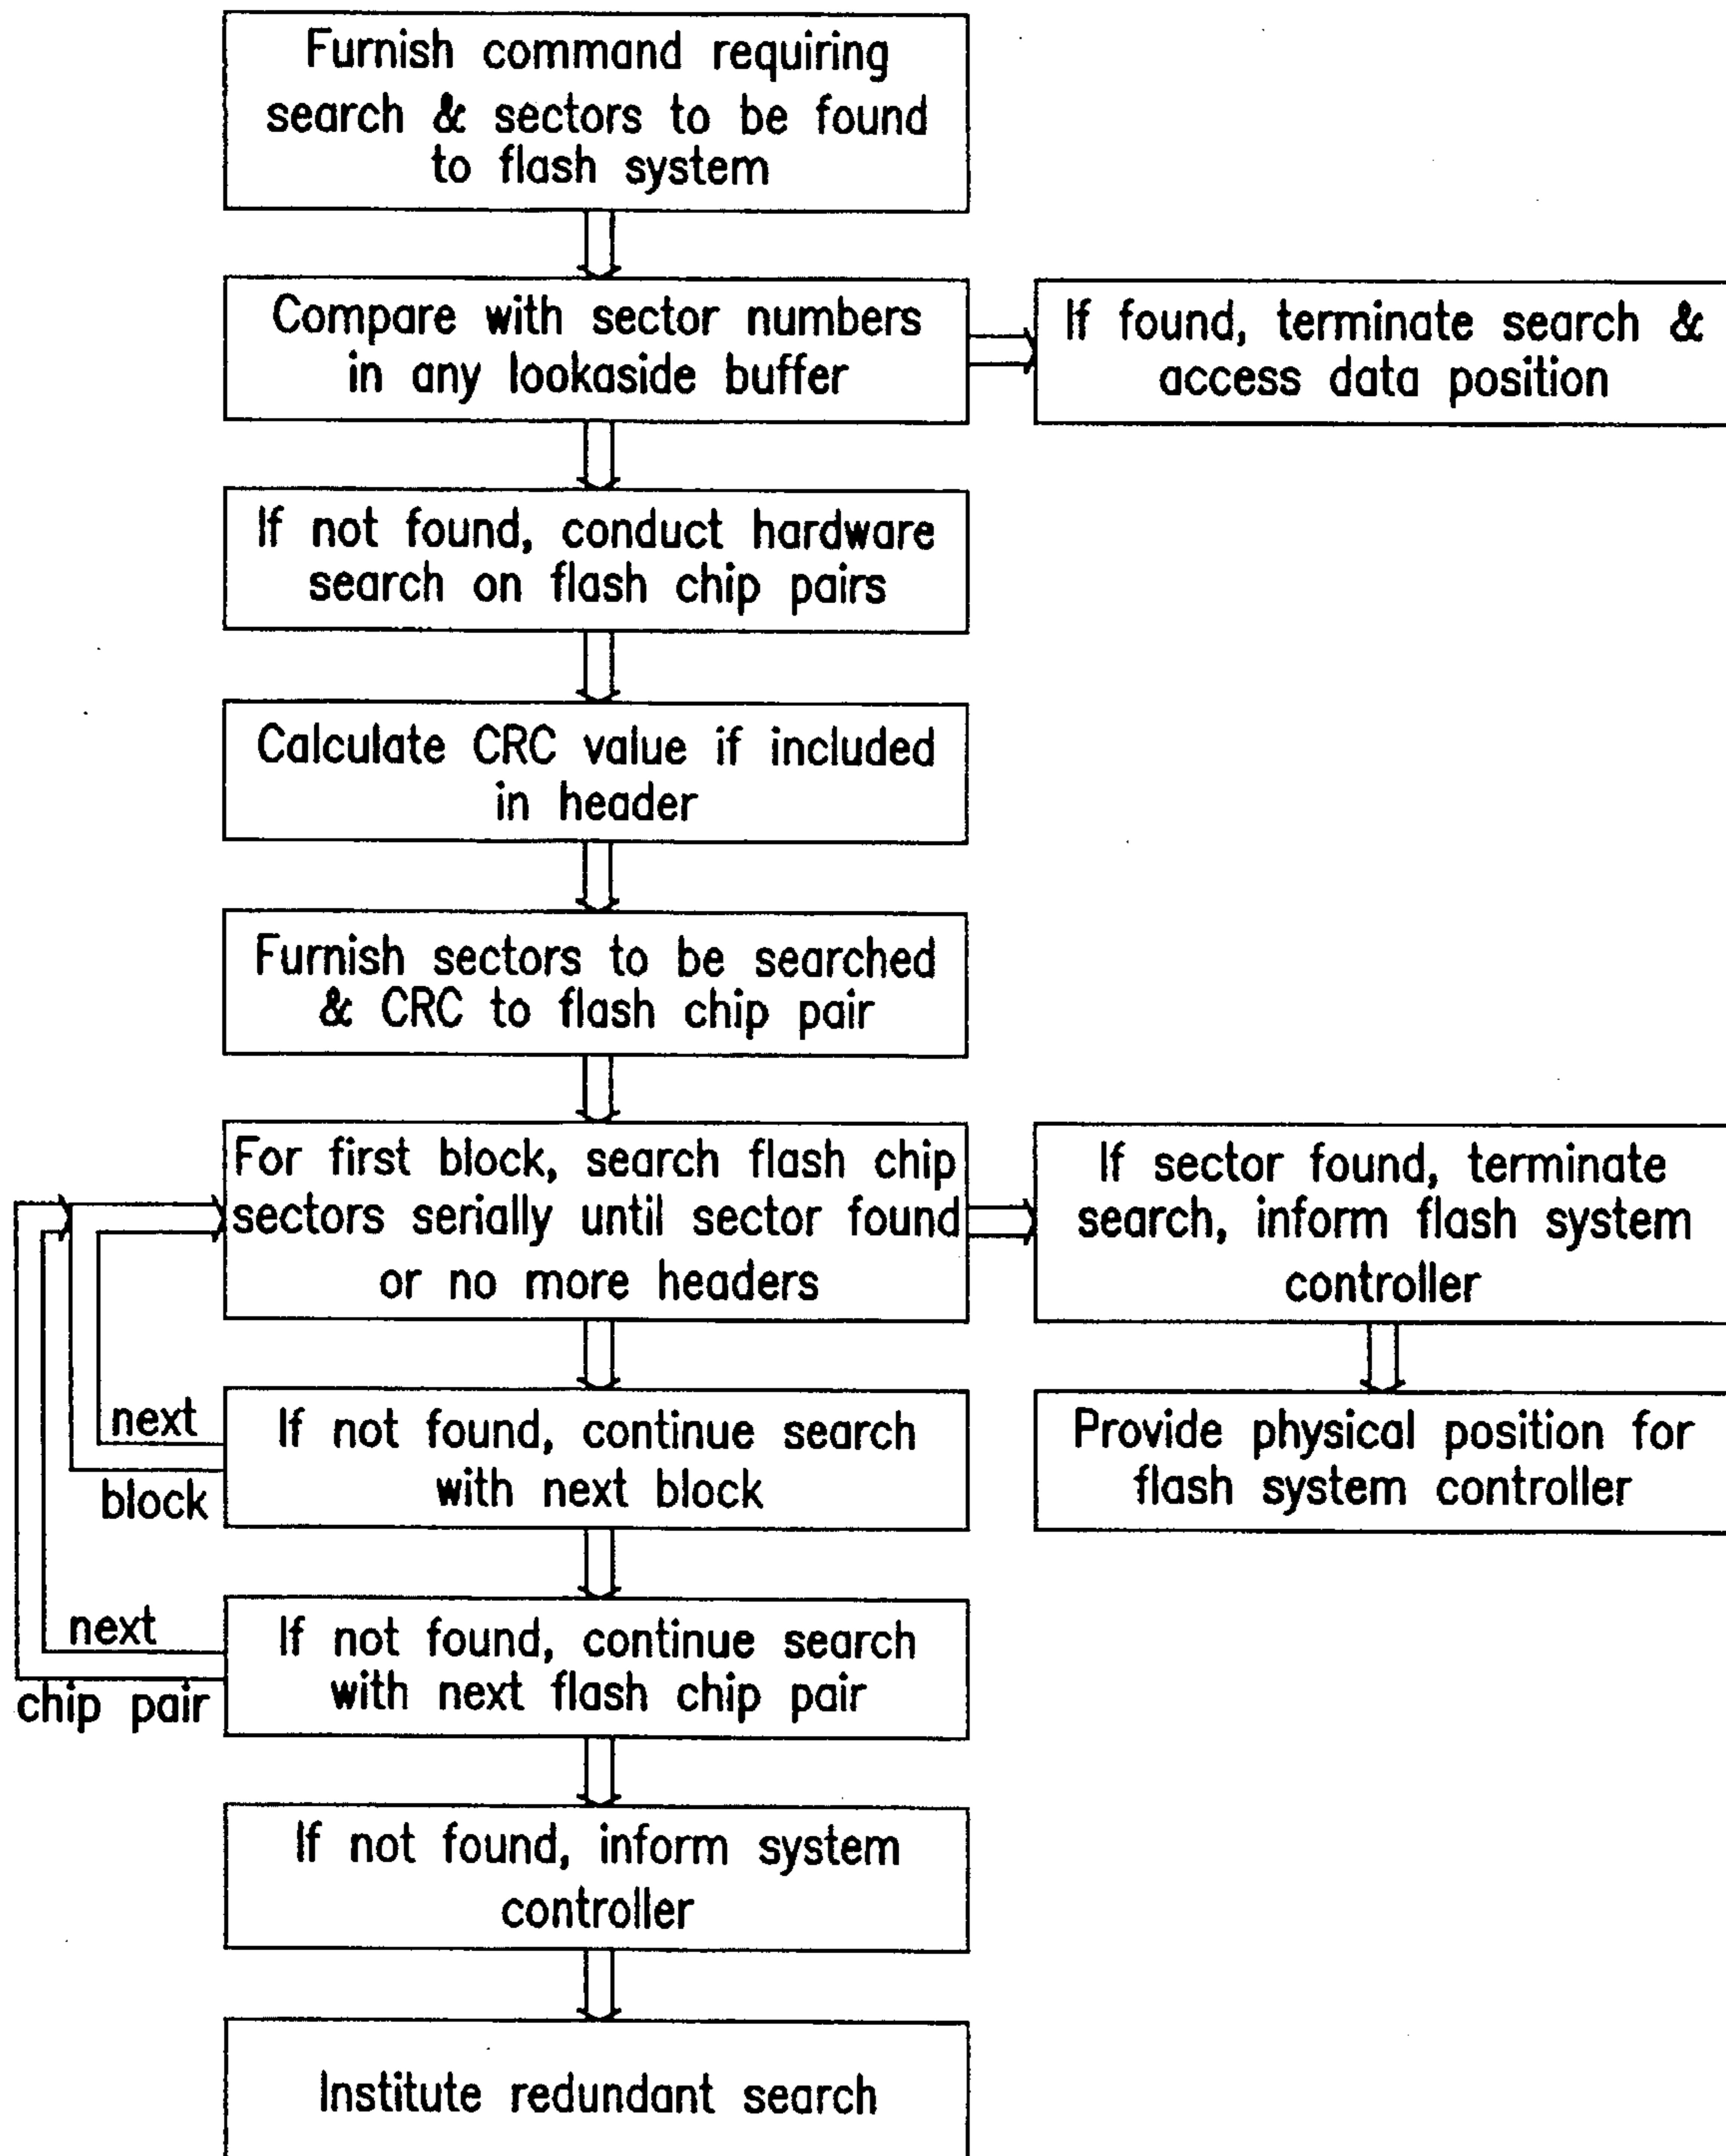 Furnish command requiring
search & sectors to be found
to flash system
Compare with sector numbers
in any lookaside buffer
If found, terminate search &
access data position
If not found, conduct hardware
search on flash chip pairs
Calculate CRC value if included
in header
Furnish sectors to be searched
& CRC to flash chip pair
For first block, search flash chip
sectors serially until sector found
or no more headers
If sector found, terminate
search, inform flash system
controller
next
block
If not found, continue search
with next block
Provide physical position for
flash system controller
next
chip pair
If not found, continue search
with next flash chip pair
If not found, inform system
controller
Institute redundant search